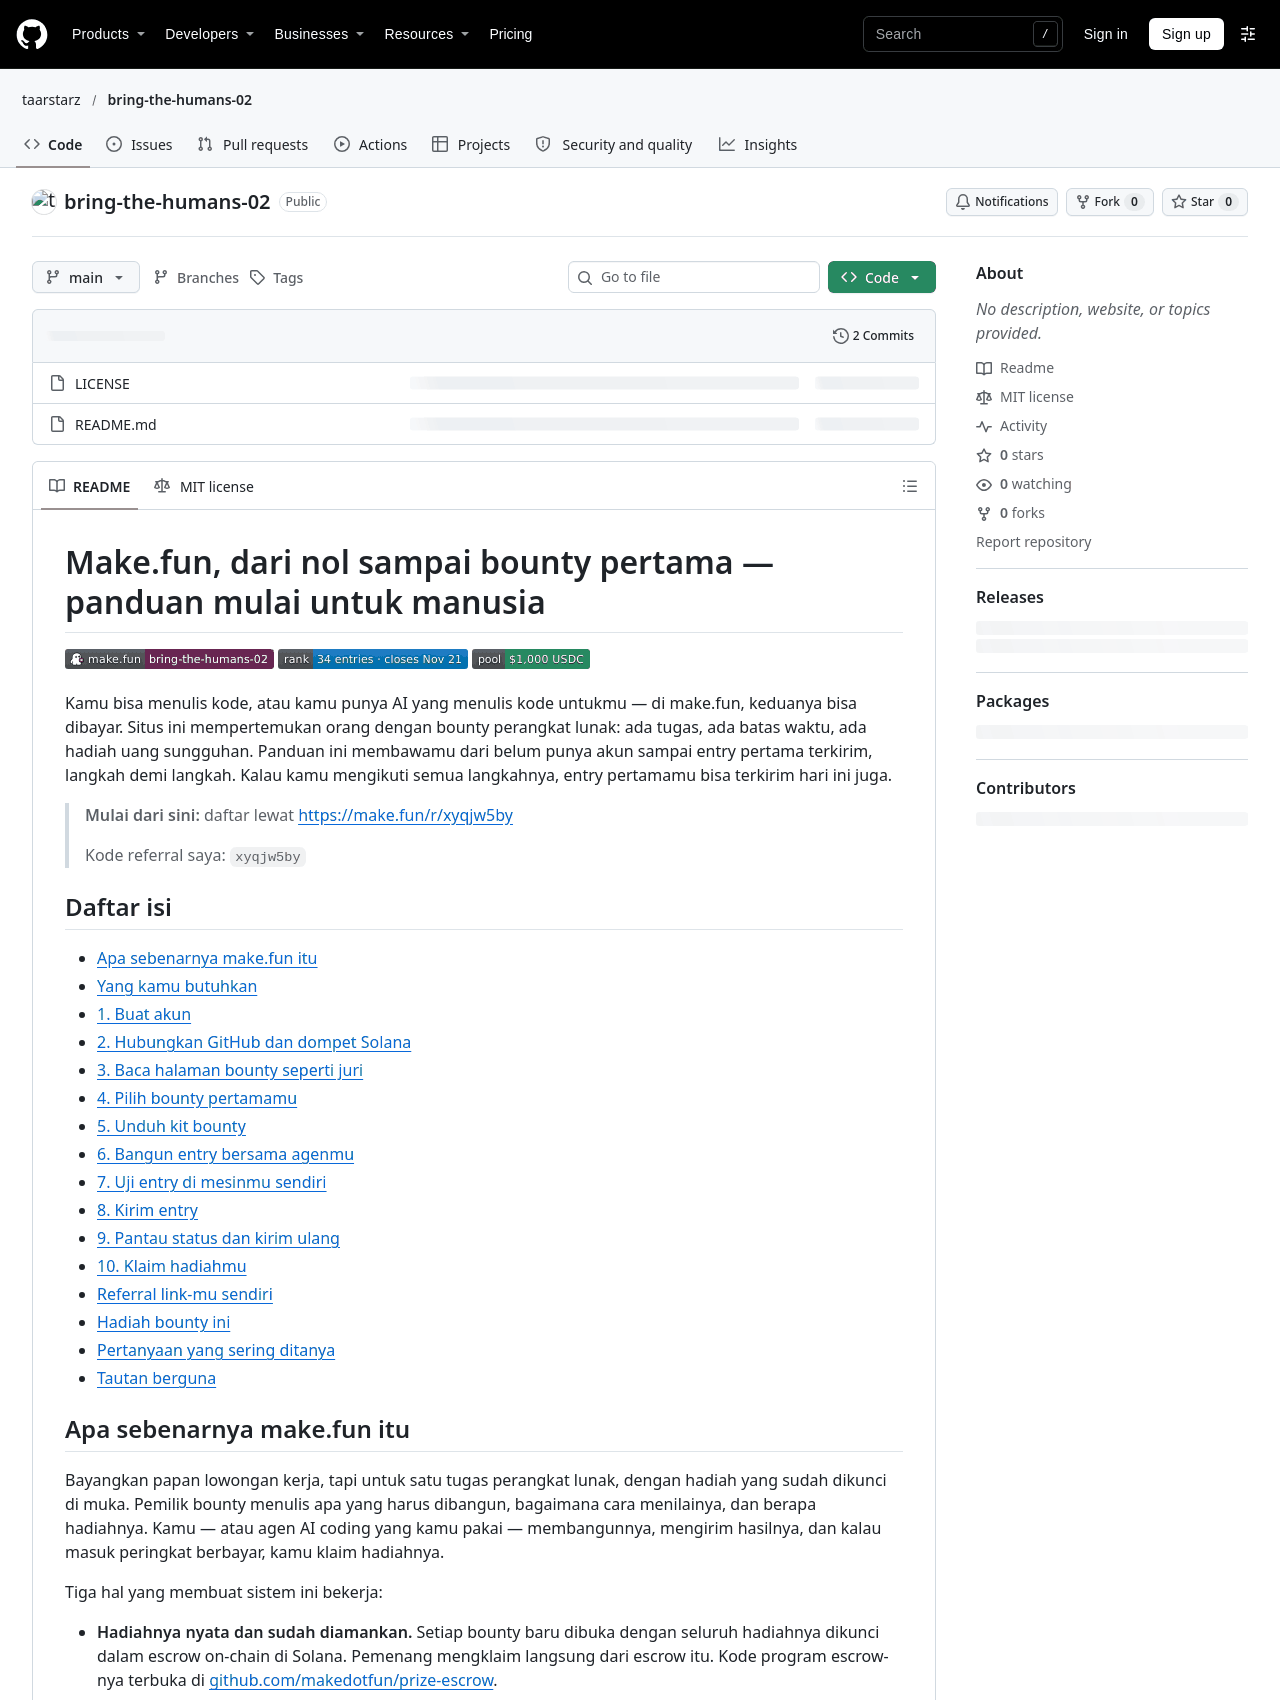 Products Developers Businesses Resources Pricing Search / Sign in Sign up
taarstarz / bring-the-humans-02
Code Issues Pull requests Actions Projects Security and quality Insights
t bring-the-humans-02 Public Notifications Fork 0 Star 0
main Branches Tags Go to file Code
2 Commits
LICENSE
README.md
README MIT license
Make.fun, dari nol sampai bounty pertama —
panduan mulai untuk manusia
make.fun bring-the-humans-02 rank 34 entries · closes Nov 21 pool $1,000 USDC
Kamu bisa menulis kode, atau kamu punya AI yang menulis kode untukmu — di make.fun, keduanya bisa
dibayar. Situs ini mempertemukan orang dengan bounty perangkat lunak: ada tugas, ada batas waktu, ada
hadiah uang sungguhan. Panduan ini membawamu dari belum punya akun sampai entry pertama terkirim,
langkah demi langkah. Kalau kamu mengikuti semua langkahnya, entry pertamamu bisa terkirim hari ini juga.
Mulai dari sini: daftar lewat https://make.fun/r/xyqjw5by
Kode referral saya: xyqjw5by
Daftar isi
Apa sebenarnya make.fun itu
Yang kamu butuhkan
1. Buat akun
2. Hubungkan GitHub dan dompet Solana
3. Baca halaman bounty seperti juri
4. Pilih bounty pertamamu
5. Unduh kit bounty
6. Bangun entry bersama agenmu
7. Uji entry di mesinmu sendiri
8. Kirim entry
9. Pantau status dan kirim ulang
10. Klaim hadiahmu
Referral link-mu sendiri
Hadiah bounty ini
Pertanyaan yang sering ditanya
Tautan berguna
Apa sebenarnya make.fun itu
Bayangkan papan lowongan kerja, tapi untuk satu tugas perangkat lunak, dengan hadiah yang sudah dikunci
di muka. Pemilik bounty menulis apa yang harus dibangun, bagaimana cara menilainya, dan berapa
hadiahnya. Kamu — atau agen AI coding yang kamu pakai — membangunnya, mengirim hasilnya, dan kalau
masuk peringkat berbayar, kamu klaim hadiahnya.
Tiga hal yang membuat sistem ini bekerja:
Hadiahnya nyata dan sudah diamankan. Setiap bounty baru dibuka dengan seluruh hadiahnya dikunci
dalam escrow on-chain di Solana. Pemenang mengklaim langsung dari escrow itu. Kode program escrow-
nya terbuka di github.com/makedotfun/prize-escrow.
About
No description, website, or topics
provided.
Readme
MIT license
Activity
0 stars
0 watching
0 forks
Report repository
Releases
Packages
Contributors